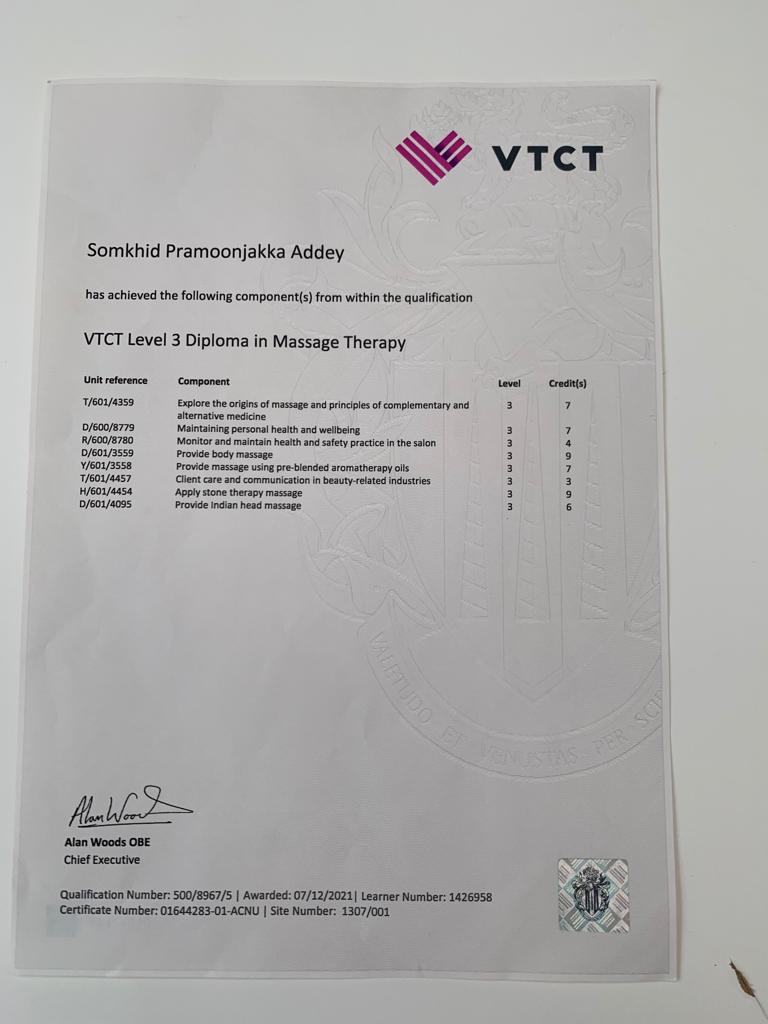 VTCT
Somkhid Pramoonjakka Addey
has achieved the following component(s) from within the qualification
VTCT Level 3 Diploma in Massage Therapy
Unit reference Component Level Credit(s)
T/601/4359 Explore the origins of massage and principles of complementary and 3 7
alternative medicine
D/600/8779 Maintaining personal health and wellbeing 3 7
R/600/8780 Monitor and maintain health and safety practice in the salon 3 4
D/601/3559 Provide body massage 3 9
Y/601/3558 Provide massage using pre-blended aromatherapy oils 3 7
T/601/4457 Client care and communication in beauty-related industries 3 3
H/601/4454 Apply stone therapy massage 3 9
D/601/4095 Provide Indian head massage 3 6
VALETUDO ET VENUSTAS PER SCI
Alan Woods
Alan Woods OBE
Chief Executive
Qualification Number: 500/8967/5 | Awarded: 07/12/2021| Learner Number: 1426958
Certificate Number: 01644283-01-ACNU | Site Number: 1307/001